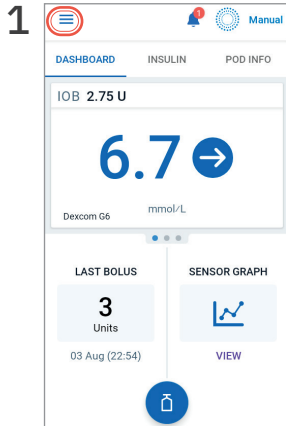 1
1
Manual
DASHBOARD INSULIN POD INFO
IOB 2.75 U
6.7
mmol/L
Dexcom G6
LAST BOLUS SENSOR GRAPH
3
Units
03 Aug (22:54) VIEW